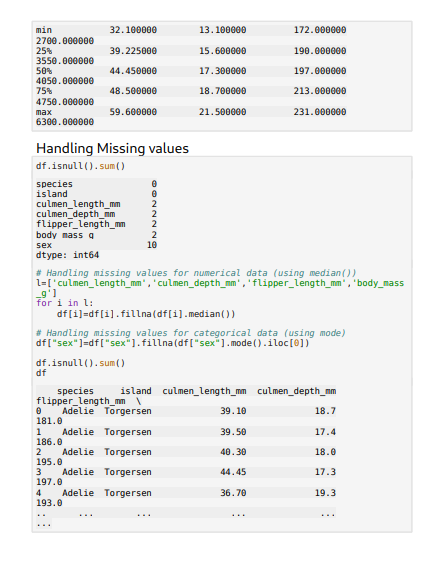 min           32.100000       13.100000         172.000000
2700.000000
25%           39.225000       15.600000         190.000000
3550.000000
50%           44.450000       17.300000         197.000000
4050.000000
75%           48.500000       18.700000         213.000000
4750.000000
max           59.600000       21.500000         231.000000
6300.000000
Handling Missing values
df.isnull().sum()
species               0
island                0
culmen_length_mm      2
culmen_depth_mm       2
flipper_length_mm     2
body_mass_g           2
sex                  10
dtype: int64
# Handling missing values for numerical data (using median())
l=['culmen_length_mm','culmen_depth_mm','flipper_length_mm','body_mass
_g']
for i in l:
    df[i]=df[i].fillna(df[i].median())
# Handling missing values for categorical data (using mode)
df["sex"]=df["sex"].fillna(df["sex"].mode().iloc[0])
df.isnull().sum()
df
    species     island  culmen_length_mm  culmen_depth_mm
flipper_length_mm  \
0    Adelie  Torgersen             39.10             18.7
181.0
1    Adelie  Torgersen             39.50             17.4
186.0
2    Adelie  Torgersen             40.30             18.0
195.0
3    Adelie  Torgersen             44.45             17.3
197.0
4    Adelie  Torgersen             36.70             19.3
193.0
..      ...        ...               ...              ...
...